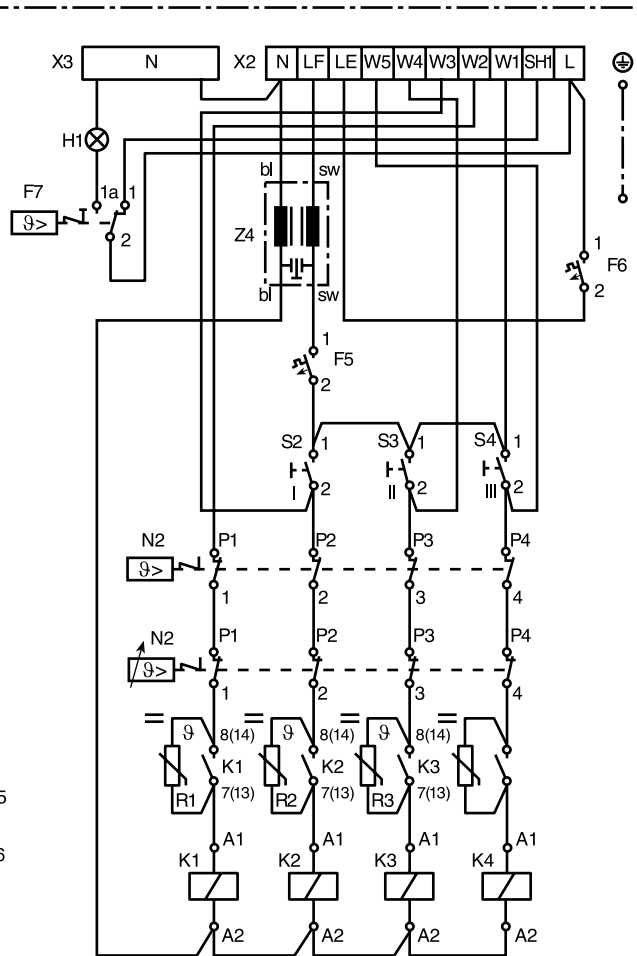 X3 N X2 N LF LE W5 W4 W3 W2 W1 SH1 L
H1
bl sw
F7 1a 1
ϑ> 2
Z4
1
F6
2
bl sw
1
F5
2
S2 1 S3 1 S4 1
I 2 II 2 III 2
N2 P1 P2 P3 P4
ϑ>
1 2 3 4
N2 P1 P2 P3 P4
ϑ>
1 2 3 4
ϑ 8(14) ϑ 8(14) ϑ 8(14)
K1 K2 K3
R1 7(13) R2 7(13) R3 7(13)
5
A1 A1 A1 A1
6
K1 K2 K3 K4
A2 A2 A2 A2